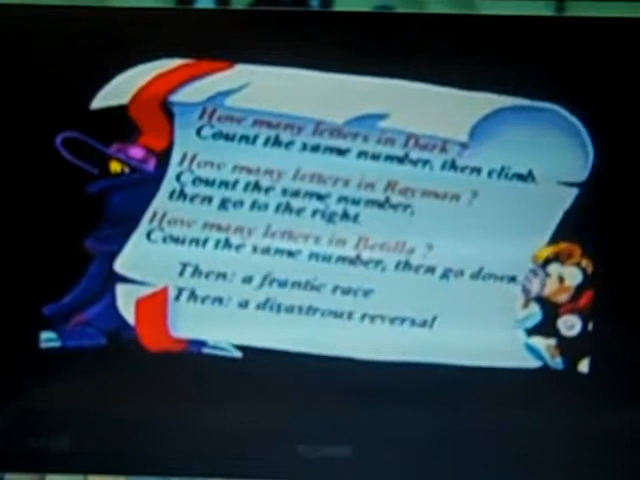 How many letters in Dark ?
Count the same number, then climb.
How many letters in Rayman ?
Count the same number,
then go to the right.
How many letters in Betilla ?
Count the same number, then go down.
Then: a frantic race
Then: a disastrous reversal